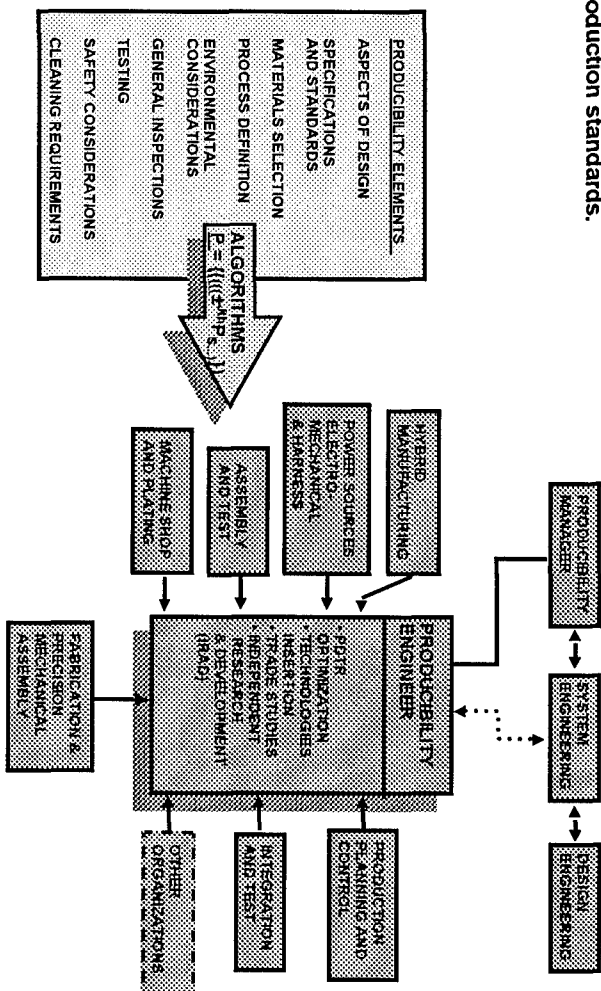 oduction standards.
PRODUCIBILITY
MANAGER
SYSTEM
ENGINEERING
DESIGN
ENGINEERING
PRODUCIBILITY ELEMENTS
ASPECTS OF DESIGN
SPECIFICATIONS
AND STANDARDS
MATERIALS SELECTION
PROCESS DEFINITION
ENVIRONMENTAL
CONSIDERATIONS
GENERAL INSPECTIONS
TESTING
SAFETY CONSIDERATIONS
CLEANING REQUIREMENTS
ALGORITHMS
HYBRID
MANUFACTURING
POWER SOURCES
ELECTRO-
MECHANICAL
& HARNESS
ASSEMBLY
AND TEST
MACHINE SHOP
AND PLATING
PRODUCIBILITY
ENGINEER
* PDTR
OPTIMIZATION
* TECHNOLOGIES
INSERTION
* TRADE STUDIES
* INDEPENDENT
RESEARCH
& DEVELOPMENT
(IRAD)
PRODUCTION
PLANNING AND
CONTROL
INTEGRATION
AND TEST
OTHER
ORGANIZATIONS
FABRICATION &
PRECISION
MECHANICAL
ASSEMBLY